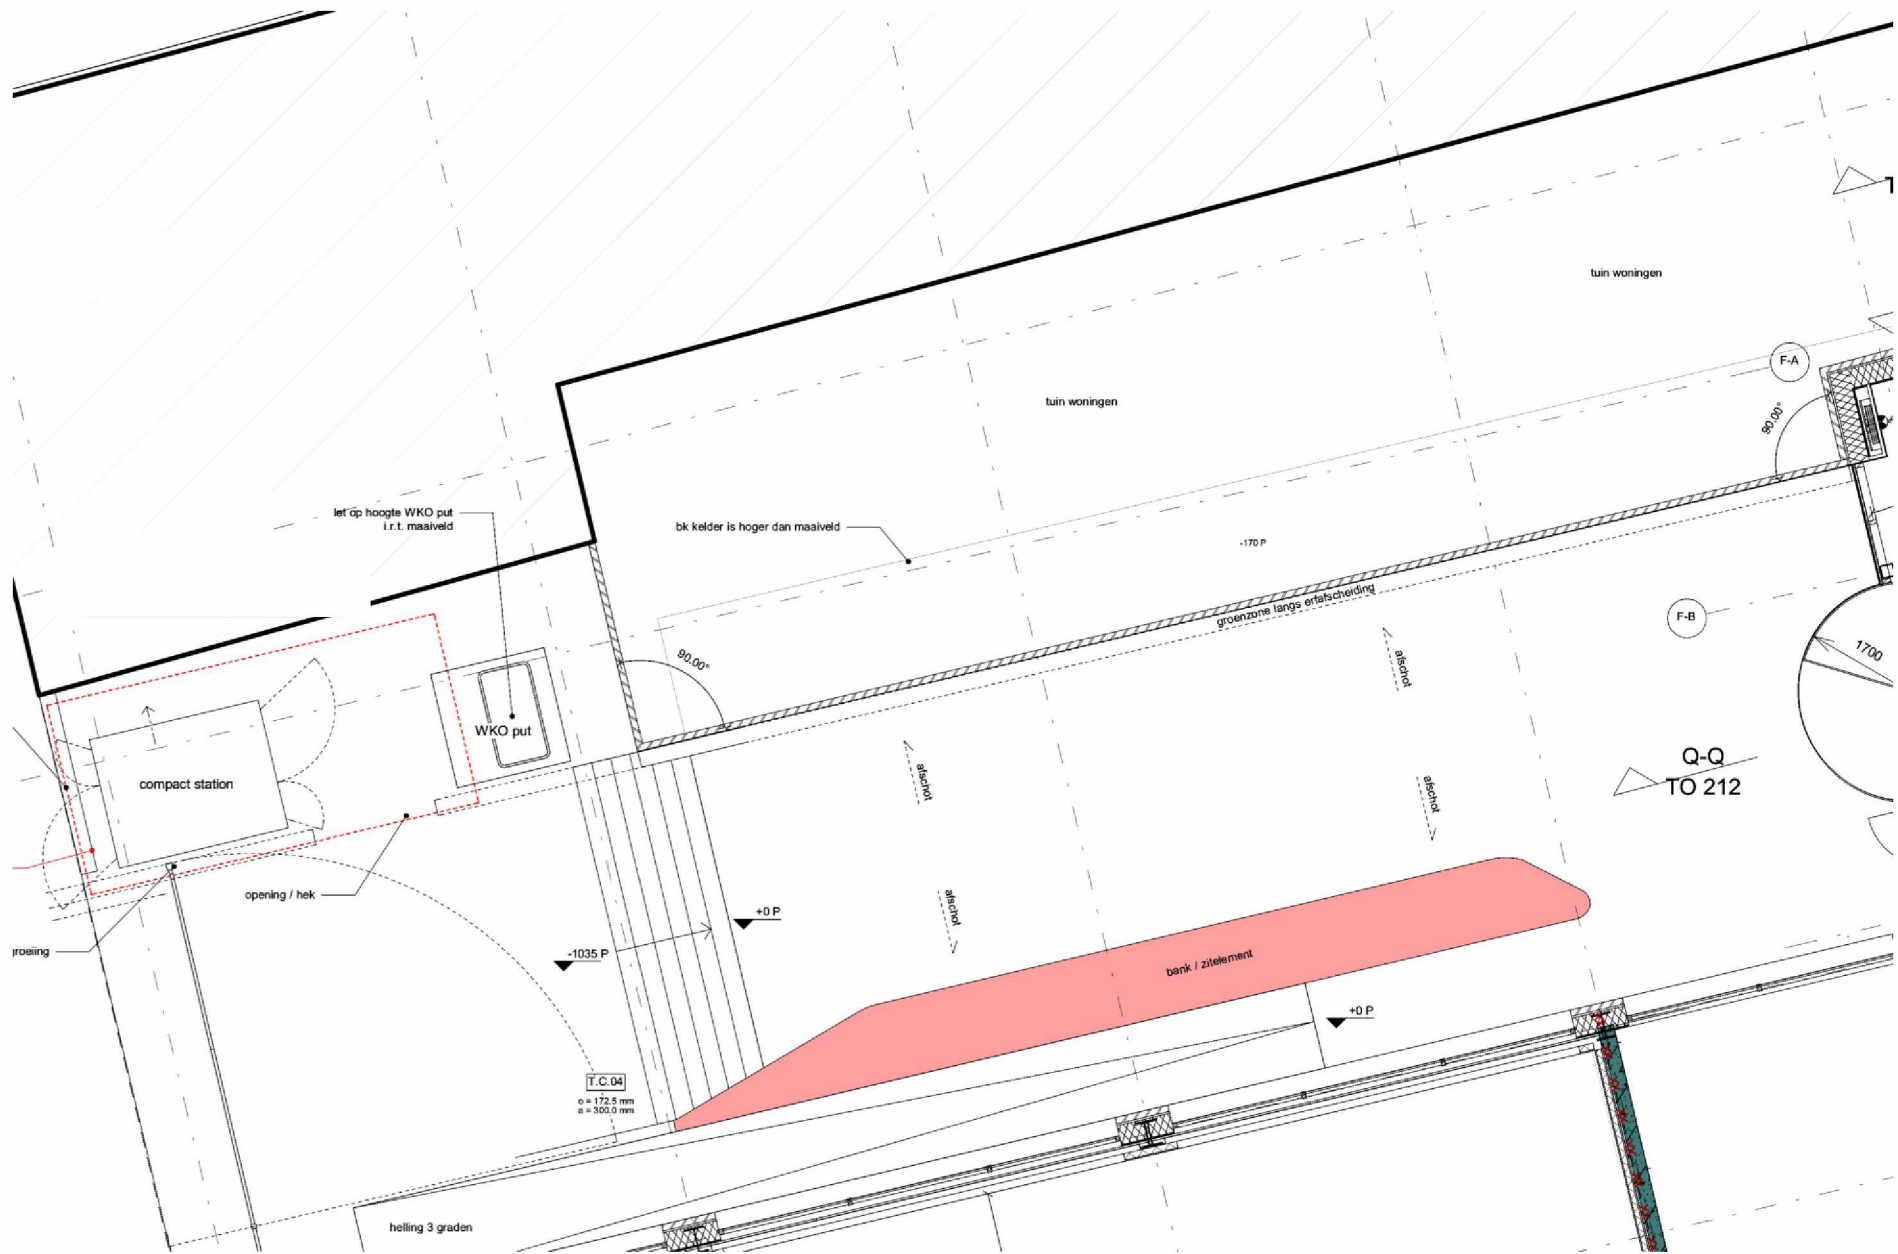 tuin woningen
F-A
tuin woningen
90.00°
let op hoogte WKO put
i.r.t. maaiveld
bk kelder is hoger dan maaiveld
-170 P
groenzone langs erfafscheiding
F-B
90.00°
afschot
1700
WKO put
compact station
afschot
afschot
Q-Q
TO 212
opening / hek
afschot
+0 P
-1035 P
groeiing
bank / zitelement
+0 P
T.C.04
o = 172.5 mm
a = 300.0 mm
helling 3 graden